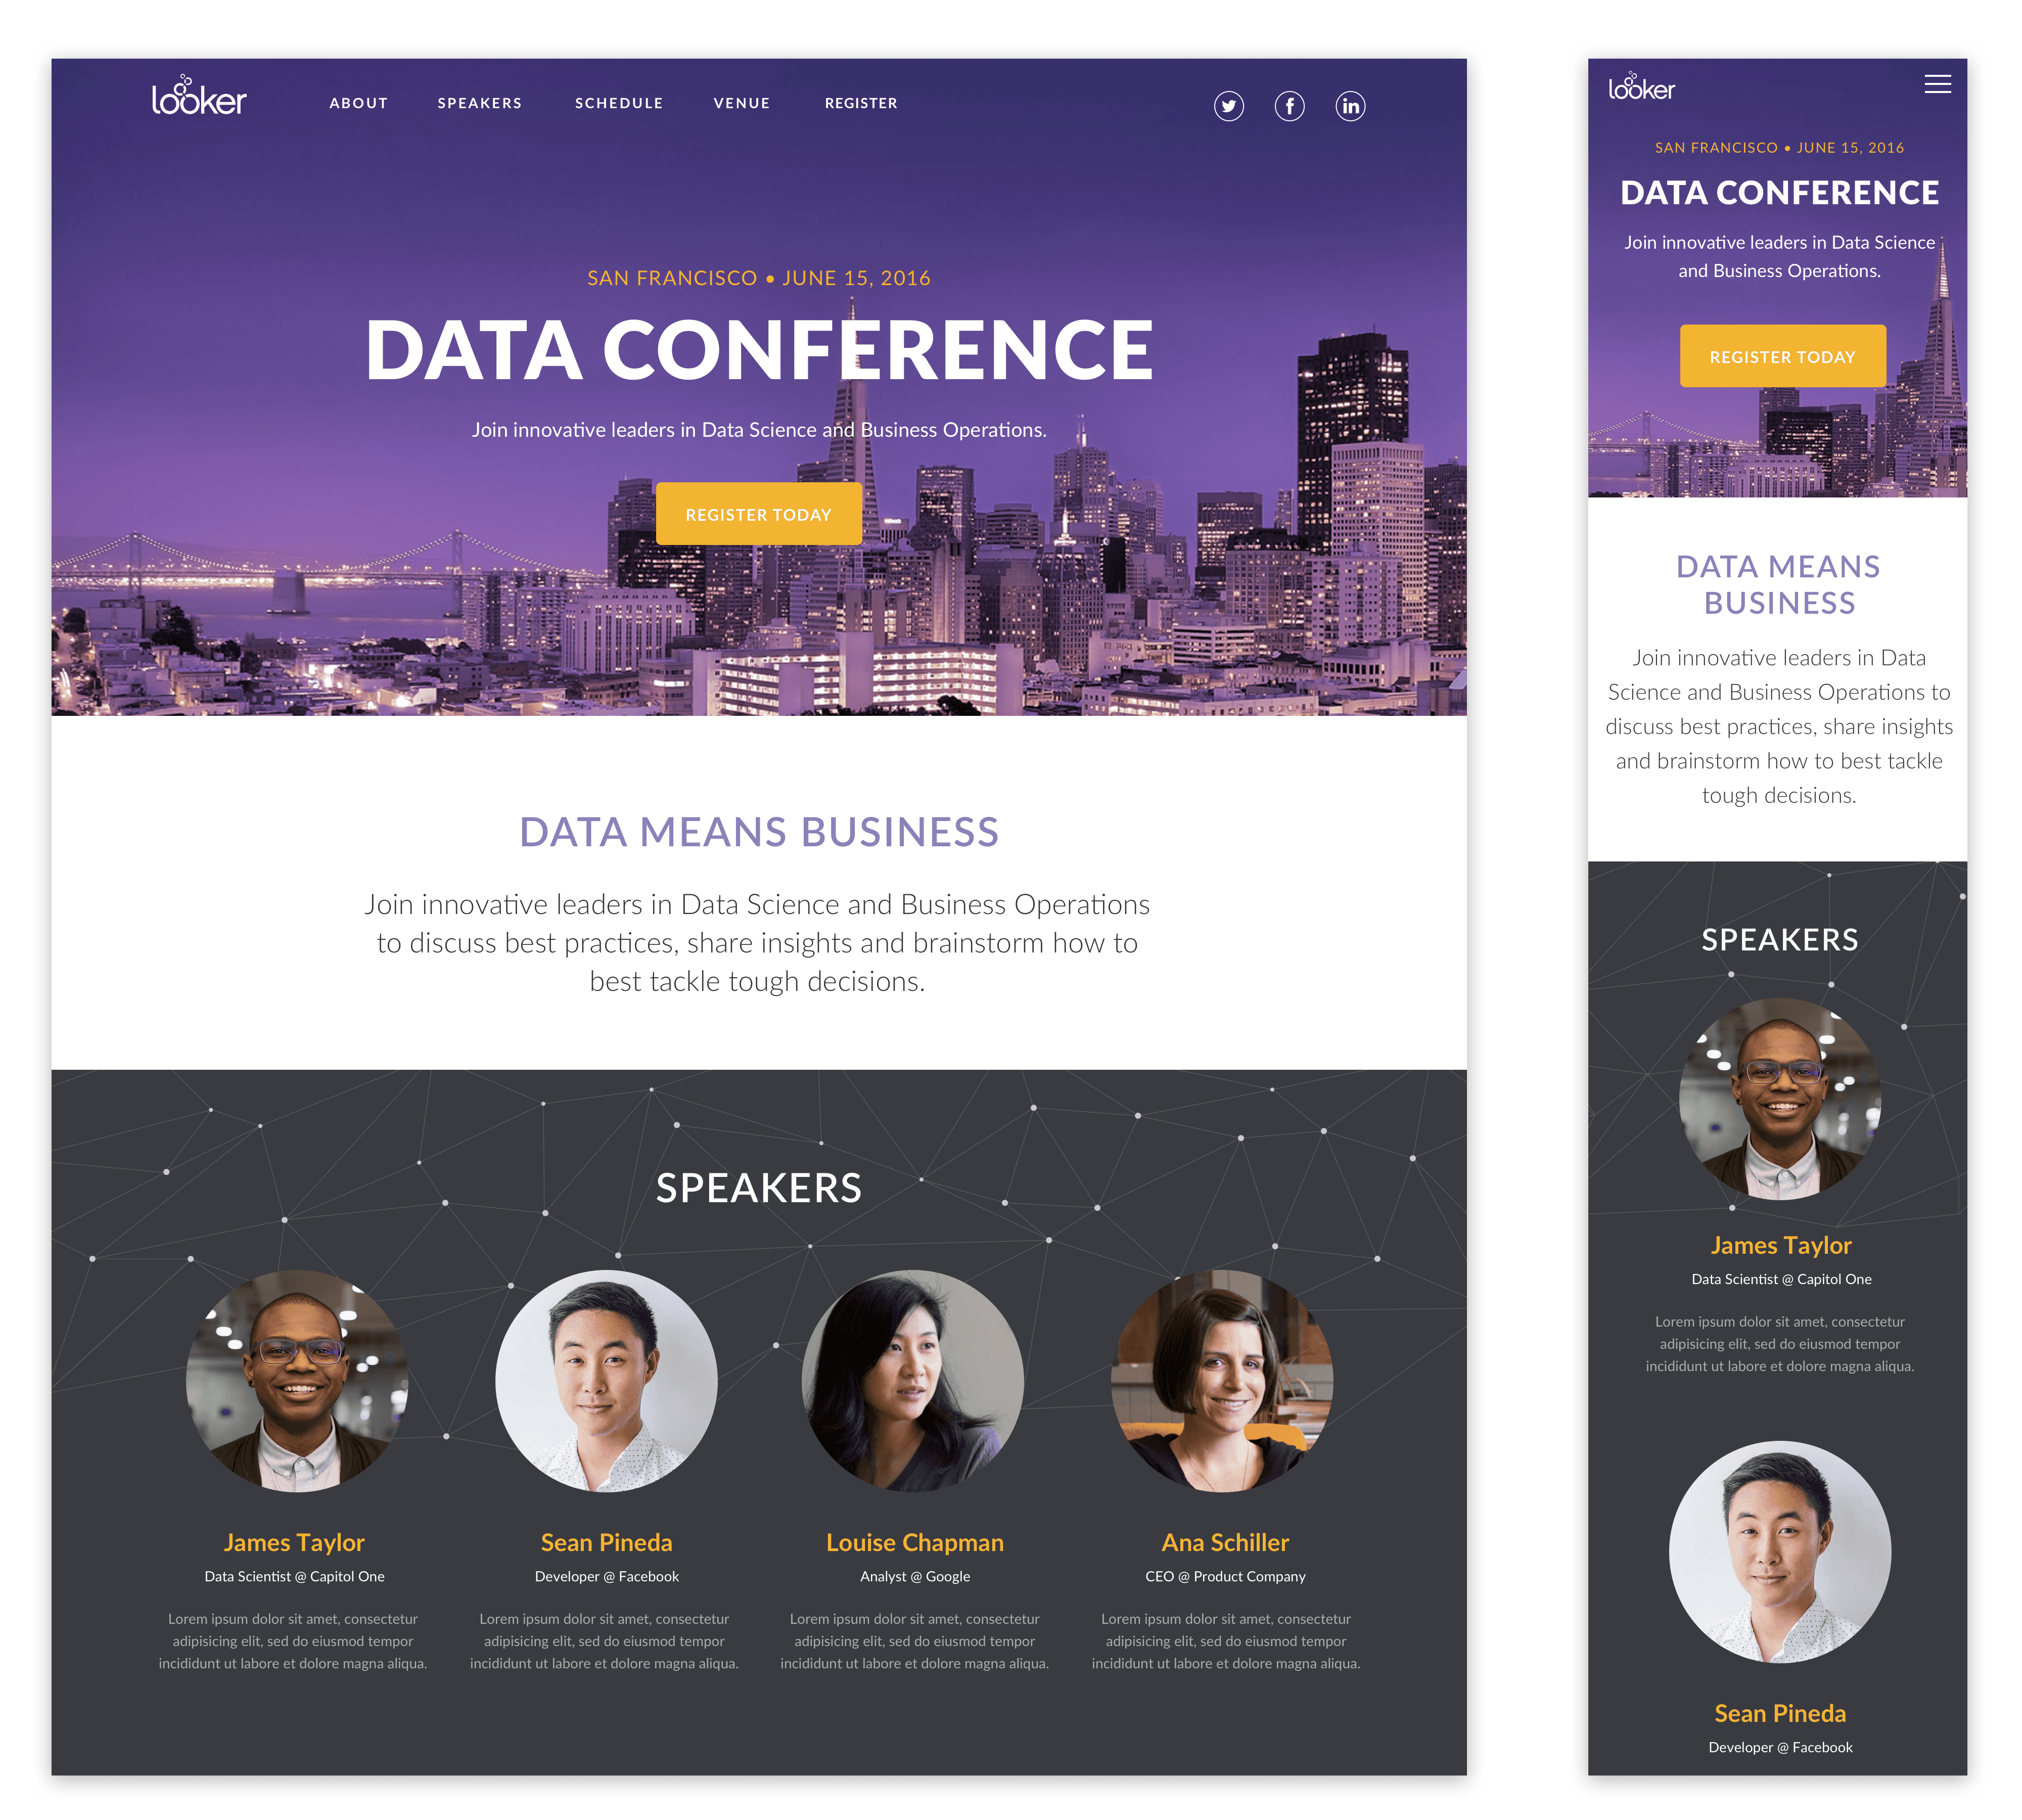 looker
ABOUT SPEAKERS SCHEDULE VENUE REGISTER
SAN FRANCISCO • JUNE 15, 2016
DATA CONFERENCE
Join innovative leaders in Data Science and Business Operations.
REGISTER TODAY
DATA MEANS BUSINESS
Join innovative leaders in Data Science and Business Operations
to discuss best practices, share insights and brainstorm how to
best tackle tough decisions.
SPEAKERS
James Taylor
Data Scientist @ Capitol One
Lorem ipsum dolor sit amet, consectetur
adipisicing elit, sed do eiusmod tempor
incididunt ut labore et dolore magna aliqua.
Sean Pineda
Developer @ Facebook
Lorem ipsum dolor sit amet, consectetur
adipisicing elit, sed do eiusmod tempor
incididunt ut labore et dolore magna aliqua.
Louise Chapman
Analyst @ Google
Lorem ipsum dolor sit amet, consectetur
adipisicing elit, sed do eiusmod tempor
incididunt ut labore et dolore magna aliqua.
Ana Schiller
CEO @ Product Company
Lorem ipsum dolor sit amet, consectetur
adipisicing elit, sed do eiusmod tempor
incididunt ut labore et dolore magna aliqua.
looker
SAN FRANCISCO • JUNE 15, 2016
DATA CONFERENCE
Join innovative leaders in Data Science
and Business Operations.
REGISTER TODAY
DATA MEANS
BUSINESS
Join innovative leaders in Data
Science and Business Operations to
discuss best practices, share insights
and brainstorm how to best tackle
tough decisions.
SPEAKERS
James Taylor
Data Scientist @ Capitol One
Lorem ipsum dolor sit amet, consectetur
adipisicing elit, sed do eiusmod tempor
incididunt ut labore et dolore magna aliqua.
Sean Pineda
Developer @ Facebook